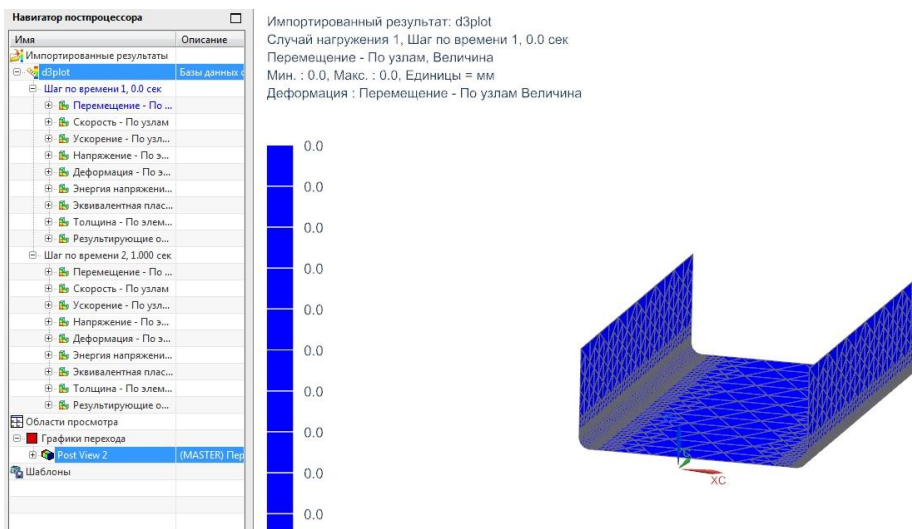 Навигатор постпроцессора
Имя Описание
Импортированные результаты
d3plot Базы данных с
Шаг по времени 1, 0.0 сек
Перемещение - По ...
Скорость - По узлам
Ускорение - По узл...
Напряжение - По э...
Деформация - По э...
Энергия напряжени...
Эквивалентная плас...
Толщина - По элем...
Результирующие о...
Шаг по времени 2, 1.000 сек
Перемещение - По ...
Скорость - По узлам
Ускорение - По узл...
Напряжение - По э...
Деформация - По э...
Энергия напряжени...
Эквивалентная плас...
Толщина - По элем...
Результирующие о...
Области просмотра
Графики перехода
Post View 2 (MASTER) Пер
Шаблоны
Импортированный результат: d3plot
Случай нагружения 1, Шаг по времени 1, 0.0 сек
Перемещение - По узлам, Величина
Мин. : 0.0, Макс. : 0.0, Единицы = мм
Деформация : Перемещение - По узлам Величина
0.0
0.0
0.0
0.0
0.0
0.0
0.0
0.0
0.0
0.0
XC